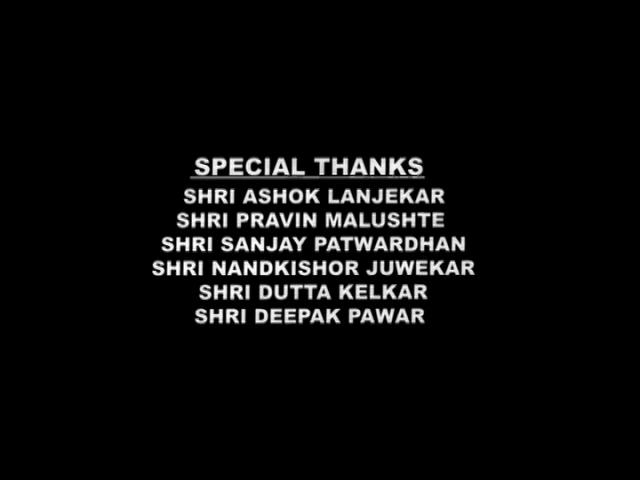 SPECIAL THANKS
SHRI ASHOK LANJEKAR
SHRI PRAVIN MALUSHTE
SHRI SANJAY PATWARDHAN
SHRI NANDKISHOR JUWEKAR
SHRI DUTTA KELKAR
SHRI DEEPAK PAWAR